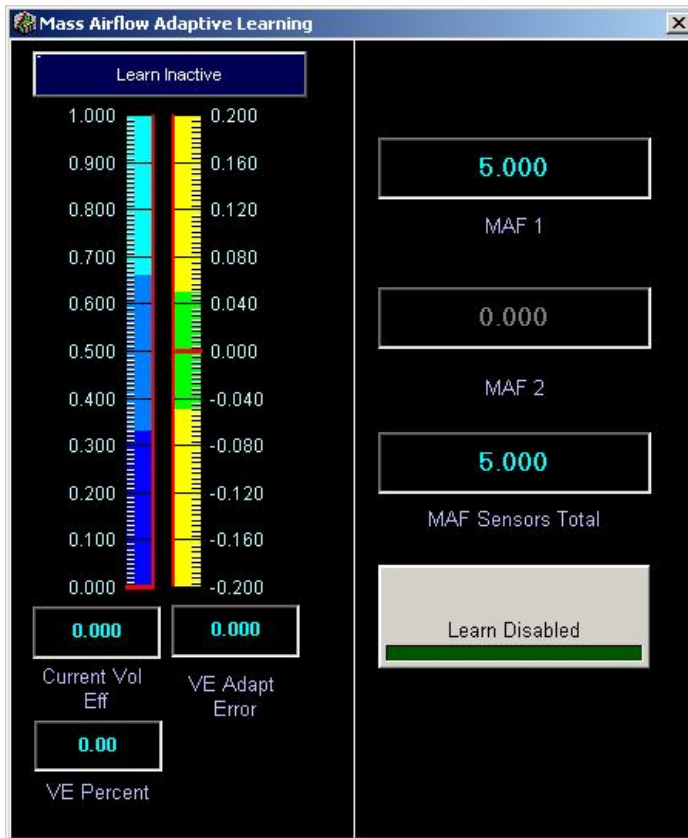 Mass Airflow Adaptive Learning
Learn Inactive
1.000 0.200
0.900 0.160
0.800 0.120
0.700 0.080
0.600 0.040
0.500 0.000
0.400 -0.040
0.300 -0.080
0.200 -0.120
0.100 -0.160
0.000 -0.200
0.000
Current Vol
Eff
0.000
VE Adapt
Error
0.00
VE Percent
5.000
MAF 1
0.000
MAF 2
5.000
MAF Sensors Total
Learn Disabled